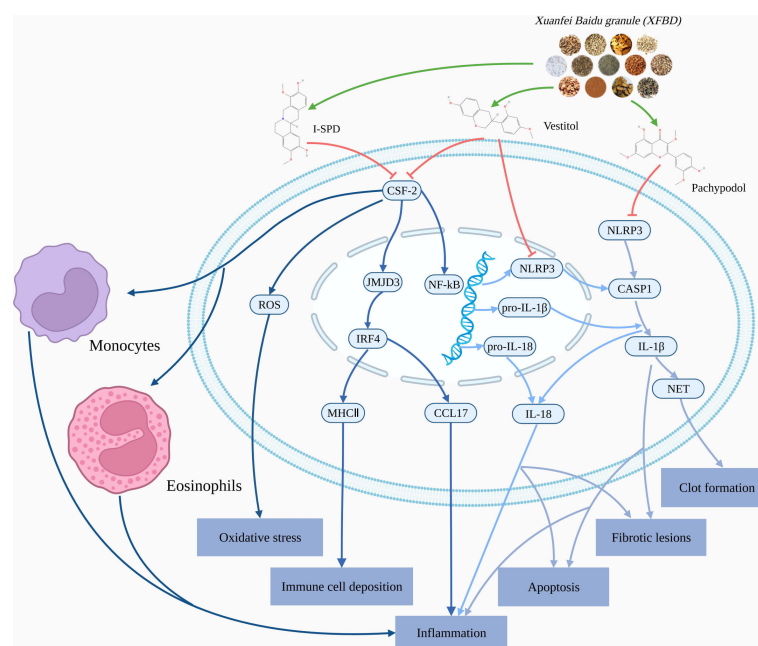 Xuanfei Baidu granule (XFBD)
I-SPD
Vestitol
Pachypodol
CSF-2
NLRP3
JMJD3
NF-kB
NLRP3
CASP1
ROS
pro-IL-1β
IRF4
pro-IL-18
IL-1β
Monocytes
NET
MHCⅡ
CCL17
IL-18
Eosinophils
Clot formation
Oxidative stress
Fibrotic lesions
Immune cell deposition
Apoptosis
Inflammation